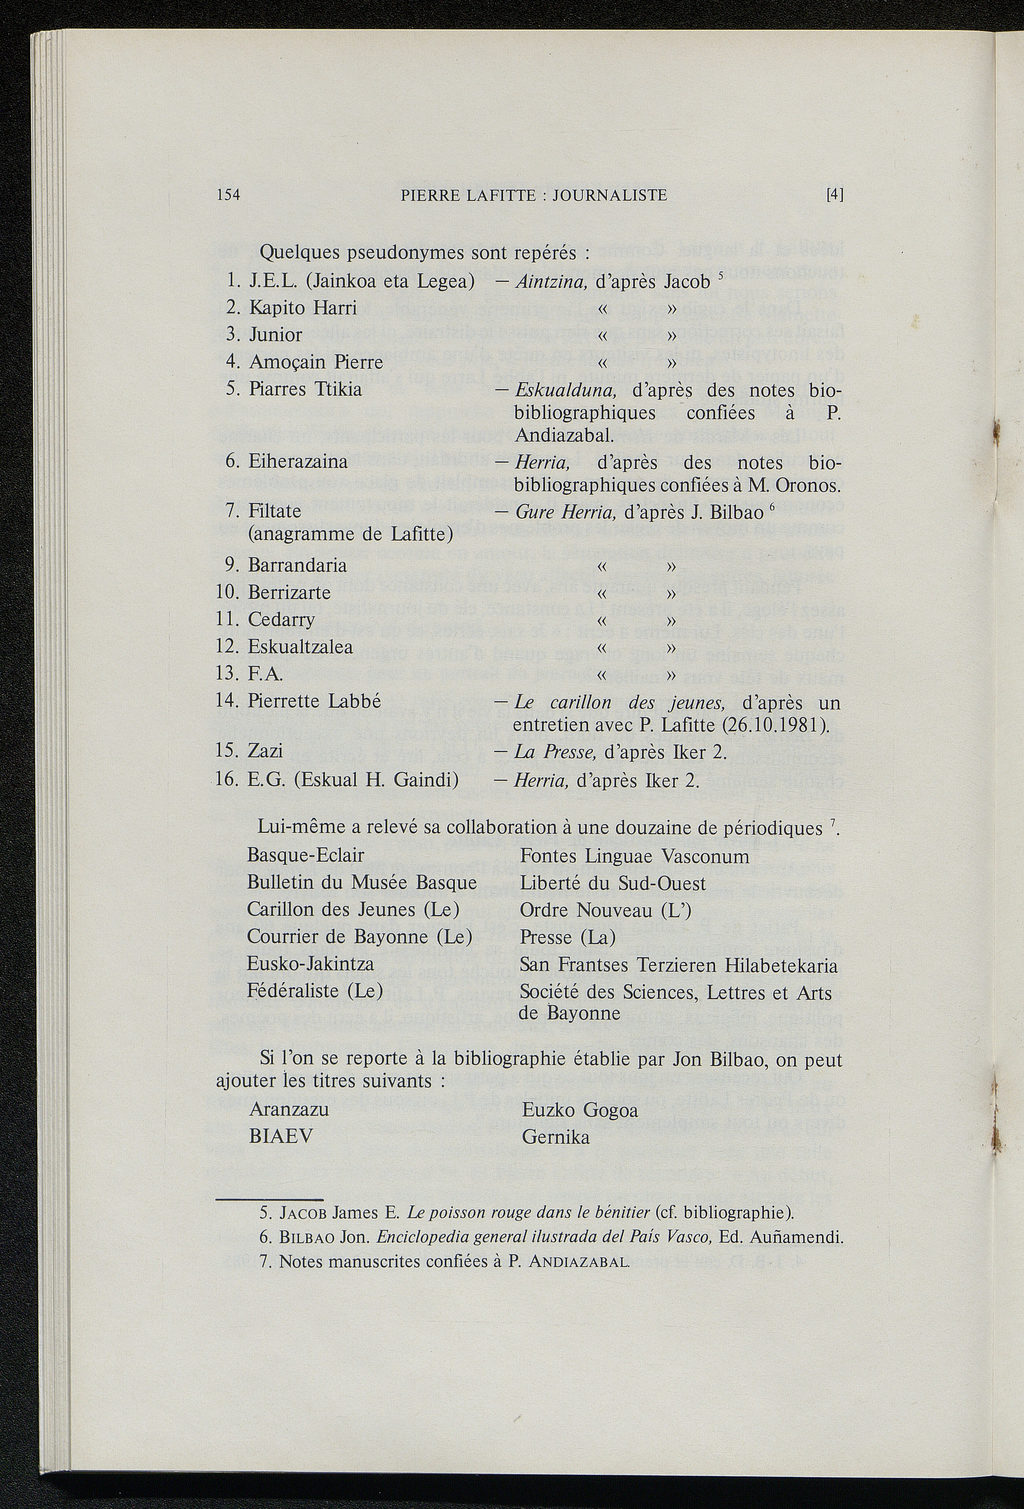 154 PIERRE LAFITTE : JOURNALISTE [4]
Quelques pseudonymes sont repérés :
1. J.E.L. (Jainkoa eta Legea) — Aintzina, d'après Jacob 5
2. Kapito Harri « »
3. Junior « »
4. Amoçain Pierre « »
5. Piarres Ttikia — Eskualduna, d'après des notes bio-
bibliographiques confiées à P.
Andiazabal.
6. Eiherazaina — Herria, d'après des notes bio-
bibliographiques confiées à M. Oronos.
7. Filtate — Gure Herria, d'après J. Bilbao 6
(anagramme de Lafitte)
9. Barrandaria « »
10. Berrizarte « »
11. Cedarry « »
12. Eskualtzalea « »
13. F.A. « »
14. Pierrette Labbé — Le carillon des jeunes, d'après un
entretien avec P. Lafitte (26.10.1981).
15. Zazi — La Presse, d'après Iker 2.
16. E.G. (Eskual H. Gaindi) — Herria, d'après Iker 2.
Lui-même a relevé sa collaboration à une douzaine de périodiques 7.
Basque-Eclair Fontes Linguae Vasconum
Bulletin du Musée Basque Liberté du Sud-Ouest
Carillon des Jeunes (Le) Ordre Nouveau (L')
Courrier de Bayonne (Le) Presse (La)
Eusko-Jakintza San Frantses Terzieren Hilabetekaria
Fédéraliste (Le) Société des Sciences, Lettres et Arts
de Bayonne
Si l'on se reporte à la bibliographie établie par Jon Bilbao, on peut
ajouter les titres suivants :
Aranzazu Euzko Gogoa
BIAEV Gernika
5. JACOB James E. Le poisson rouge dans le bénitier (cf. bibliographie).
6. BILBAO Jon. Enciclopedia general ilustrada del País Vasco, Ed. Auñamendi.
7. Notes manuscrites confiées à P. ANDIAZABAL.